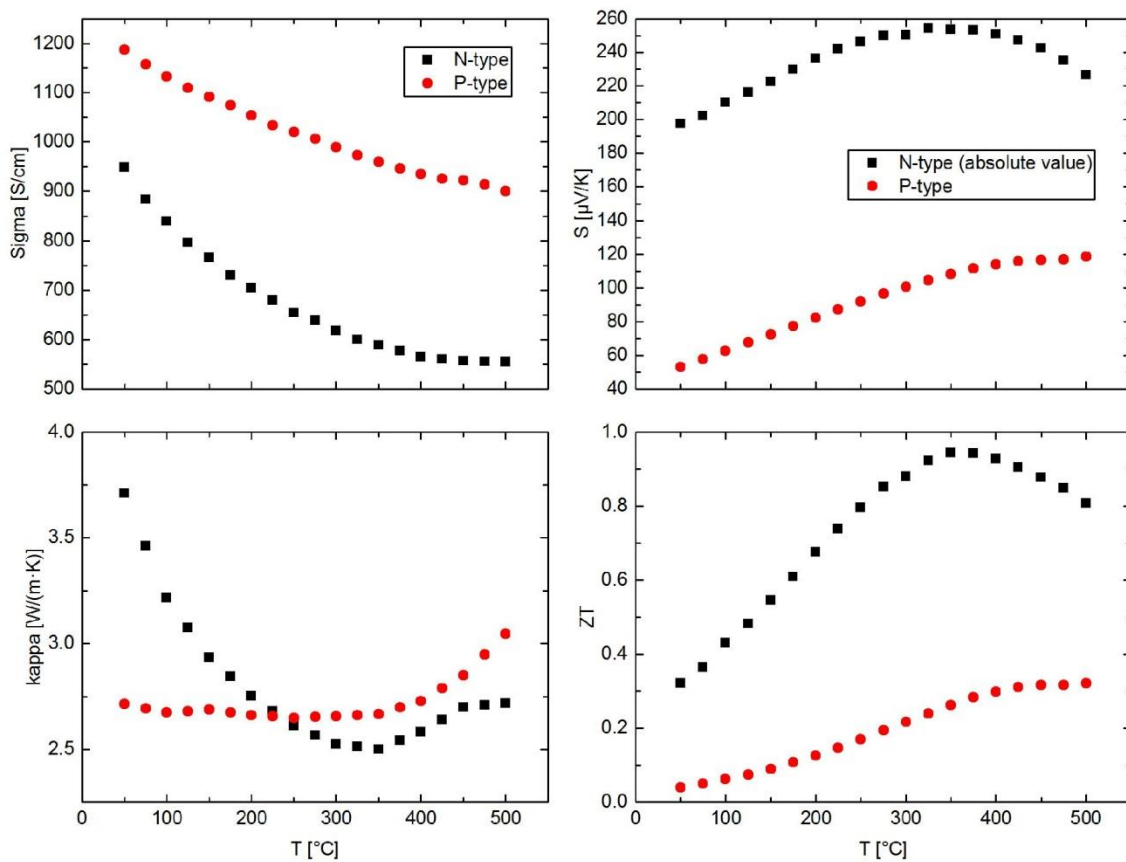 1200
1100
1000
900
800
700
600
500
Sigma [S/cm]
N-type
P-type
260
240
220
200
180
160
140
120
100
80
60
40
S [µV/K]
N-type (absolute value)
P-type
4.0
3.5
3.0
2.5
kappa [W/(m·K)]
0 100 200 300 400 500
T [°C]
1.0
0.8
0.6
0.4
0.2
0.0
ZT
0 100 200 300 400 500
T [°C]